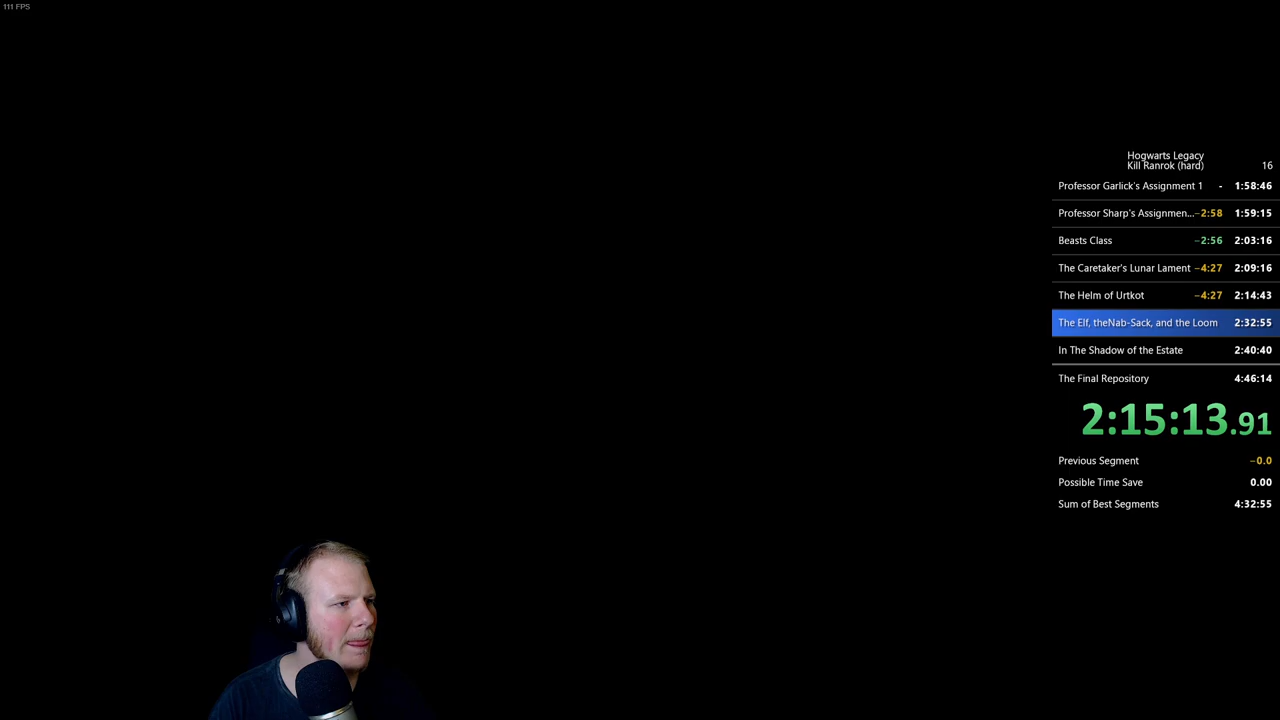 111 FPS
Hogwarts Legacy
Kill Ranrok (hard) 16
Professor Garlick's Assignment 1 - 1:58:46
Professor Sharp's Assignmen... −2:58 1:59:15
Beasts Class −2:56 2:03:16
The Caretaker's Lunar Lament −4:27 2:09:16
The Helm of Urtkot −4:27 2:14:43
The Elf, theNab-Sack, and the Loom 2:32:55
In The Shadow of the Estate 2:40:40
The Final Repository 4:46:14
2:15:13.91
Previous Segment −0.0
Possible Time Save 0.00
Sum of Best Segments 4:32:55